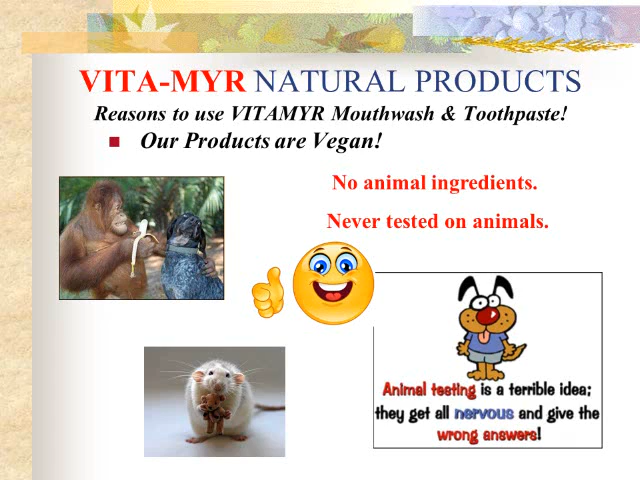 VITA-MYR NATURAL PRODUCTS
Reasons to use VITAMYR Mouthwash & Toothpaste!
Our Products are Vegan!
No animal ingredients.
Never tested on animals.
Animal testing is a terrible idea;
they get all nervous and give the
wrong answers!